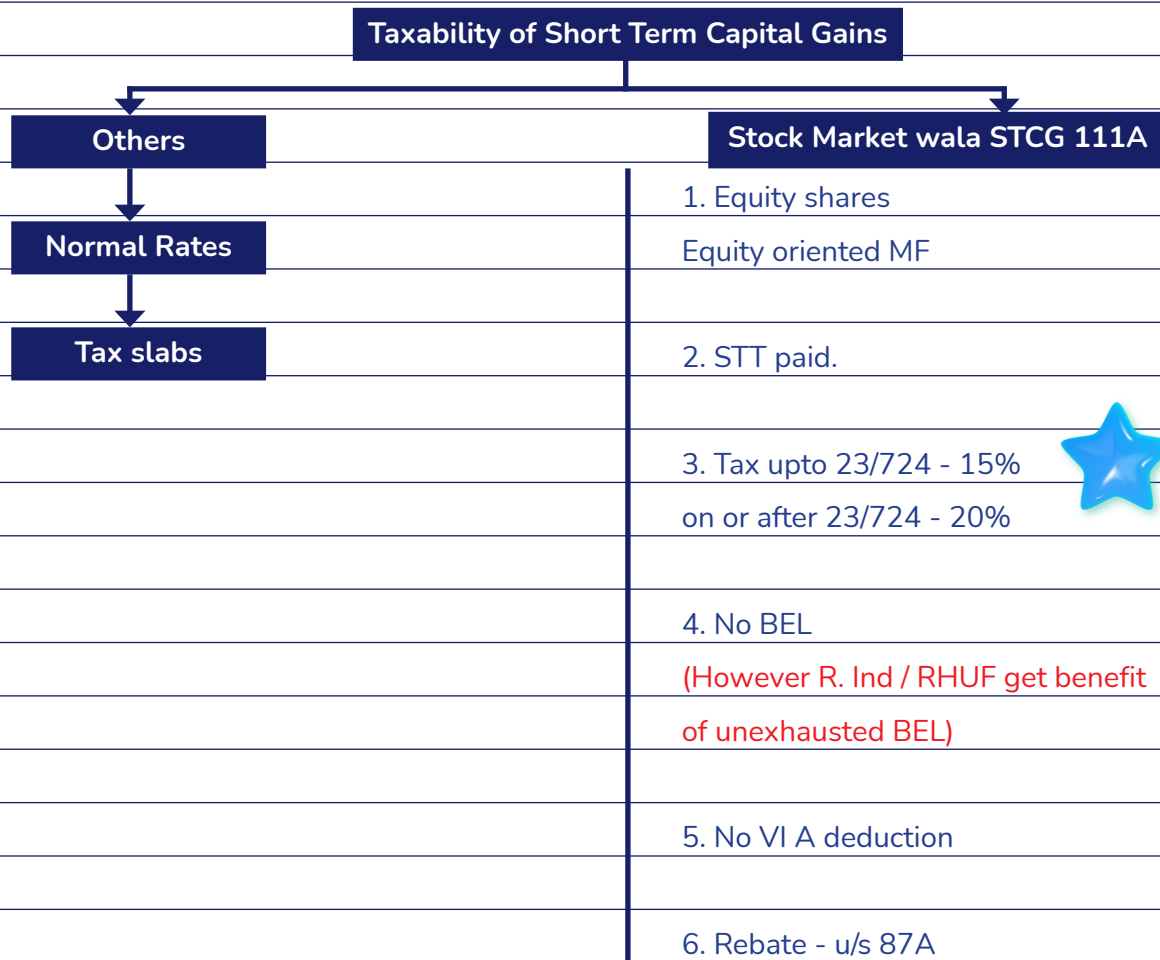 Taxability of Short Term Capital Gains
Others
Normal Rates
Tax slabs
Stock Market wala STCG 111A
1. Equity shares
Equity oriented MF
2. STT paid.
3. Tax upto 23/724 - 15%
on or after 23/724 - 20%
4. No BEL
(However R. Ind / RHUF get benefit
of unexhausted BEL)
5. No VI A deduction
6. Rebate - u/s 87A